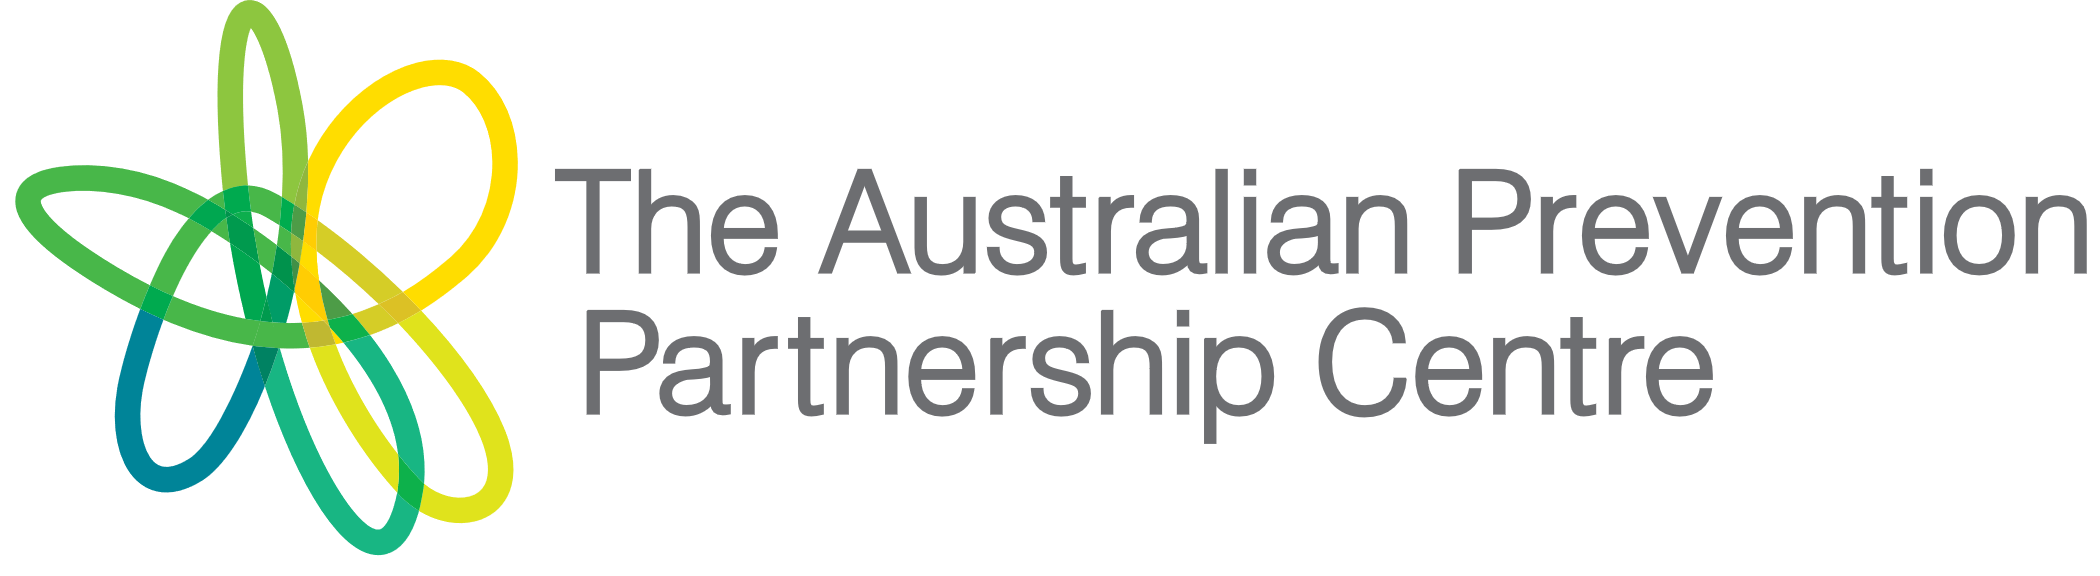 The Australian Prevention
Partnership Centre